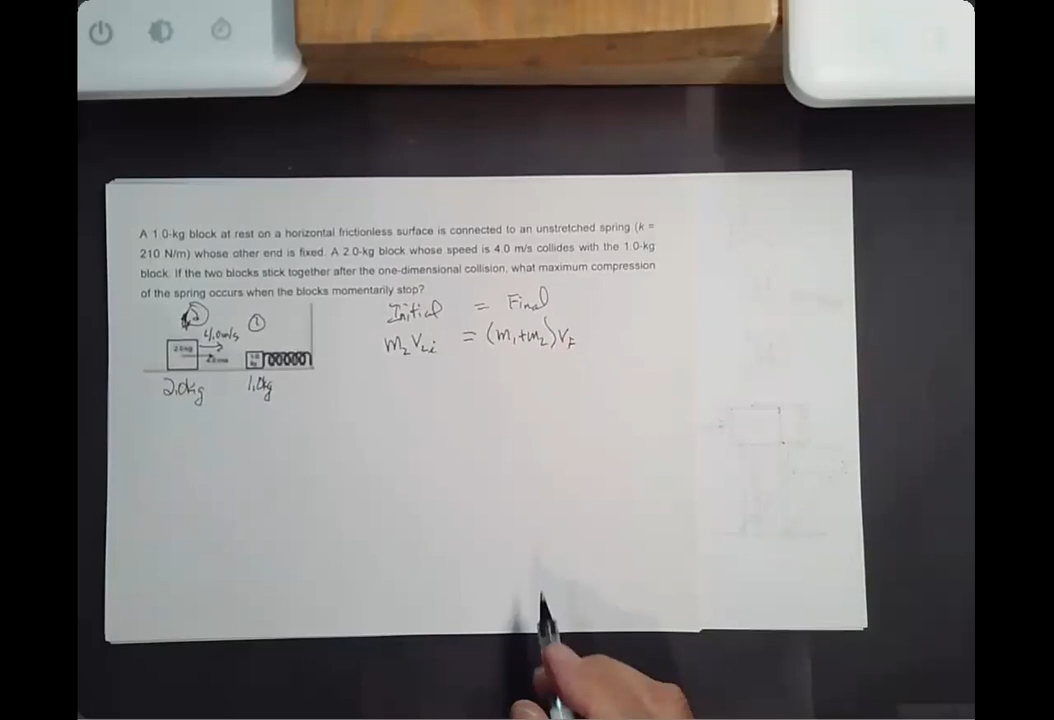 A 1.0-kg block at rest on a horizontal frictionless surface is connected to an unstretched spring (k =
210 N/m) whose other end is fixed. A 2.0-kg block whose speed is 4.0 m/s collides with the 1.0-kg
block. If the two blocks stick together after the one-dimensional collision, what maximum compression
of the spring occurs when the blocks momentarily stop?
Initial = Final
m₂V₂ᵢ = (m₁+m₂)V_F
2 1
4.0m/s
2.0kg
2.0kg 1.0kg